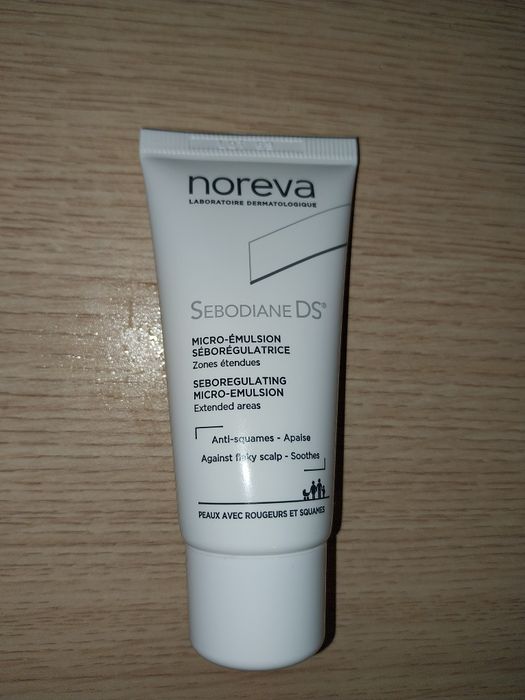 noreva
LABORATOIRE DERMATOLOGIQUE
SEBODIANE DS®
MICRO-ÉMULSION
SÉBORÉGULATRICE
Zones étendues
SEBOREGULATING
MICRO-EMULSION
Extended areas
Anti-squames - Apaise
Against flaky scalp - Soothes
PEAUX AVEC ROUGEURS ET SQUAMES